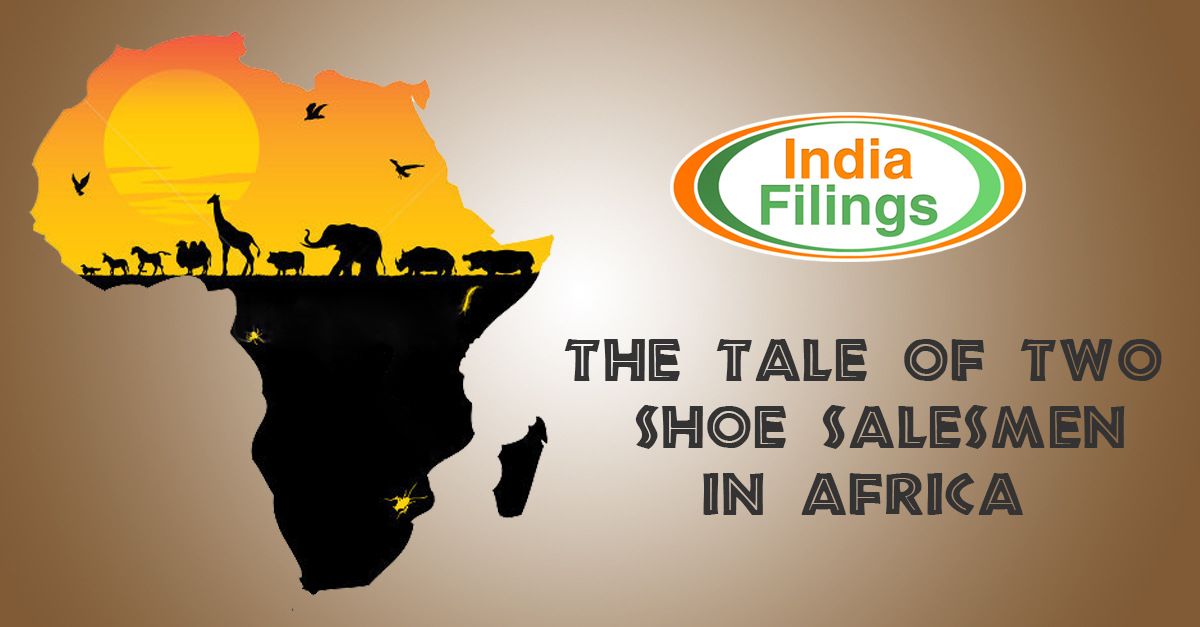 India
Filings
THE TALE OF TWO
SHOE SALESMEN
IN AFRICA